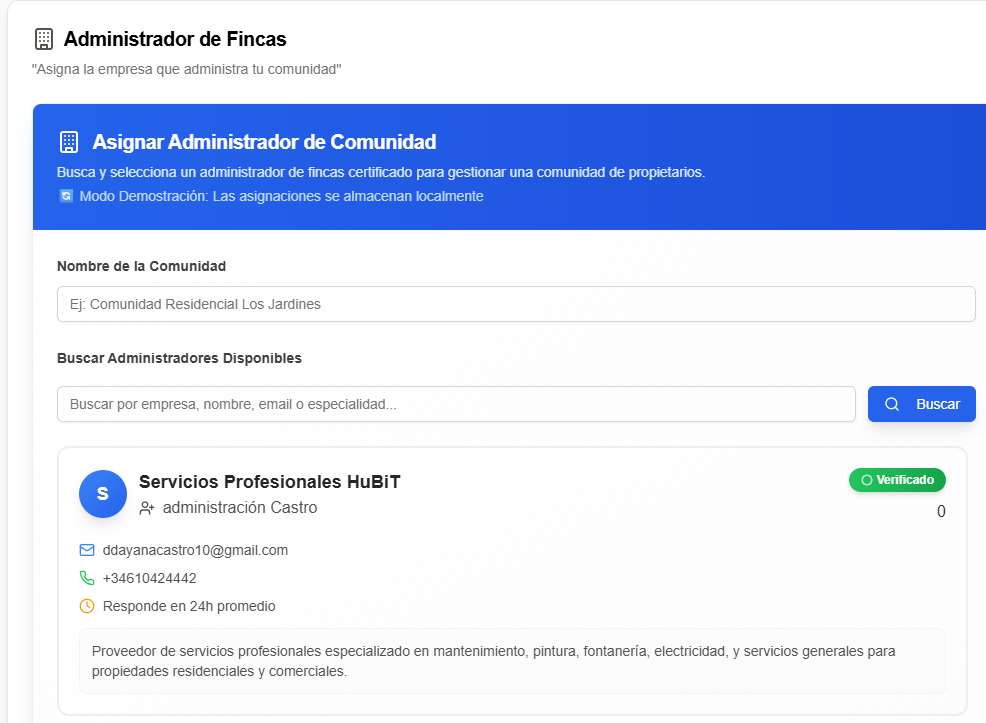 Administrador de Fincas
"Asigna la empresa que administra tu comunidad"
Asignar Administrador de Comunidad
Busca y selecciona un administrador de fincas certificado para gestionar una comunidad de propietarios.
Modo Demostración: Las asignaciones se almacenan localmente
Nombre de la Comunidad
Ej: Comunidad Residencial Los Jardines
Buscar Administradores Disponibles
Buscar por empresa, nombre, email o especialidad...
Buscar
S
Servicios Profesionales HuBiT
Verificado
administración Castro
0
ddayanacastro10@gmail.com
+34610424442
Responde en 24h promedio
Proveedor de servicios profesionales especializado en mantenimiento, pintura, fontanería, electricidad, y servicios generales para
propiedades residenciales y comerciales.